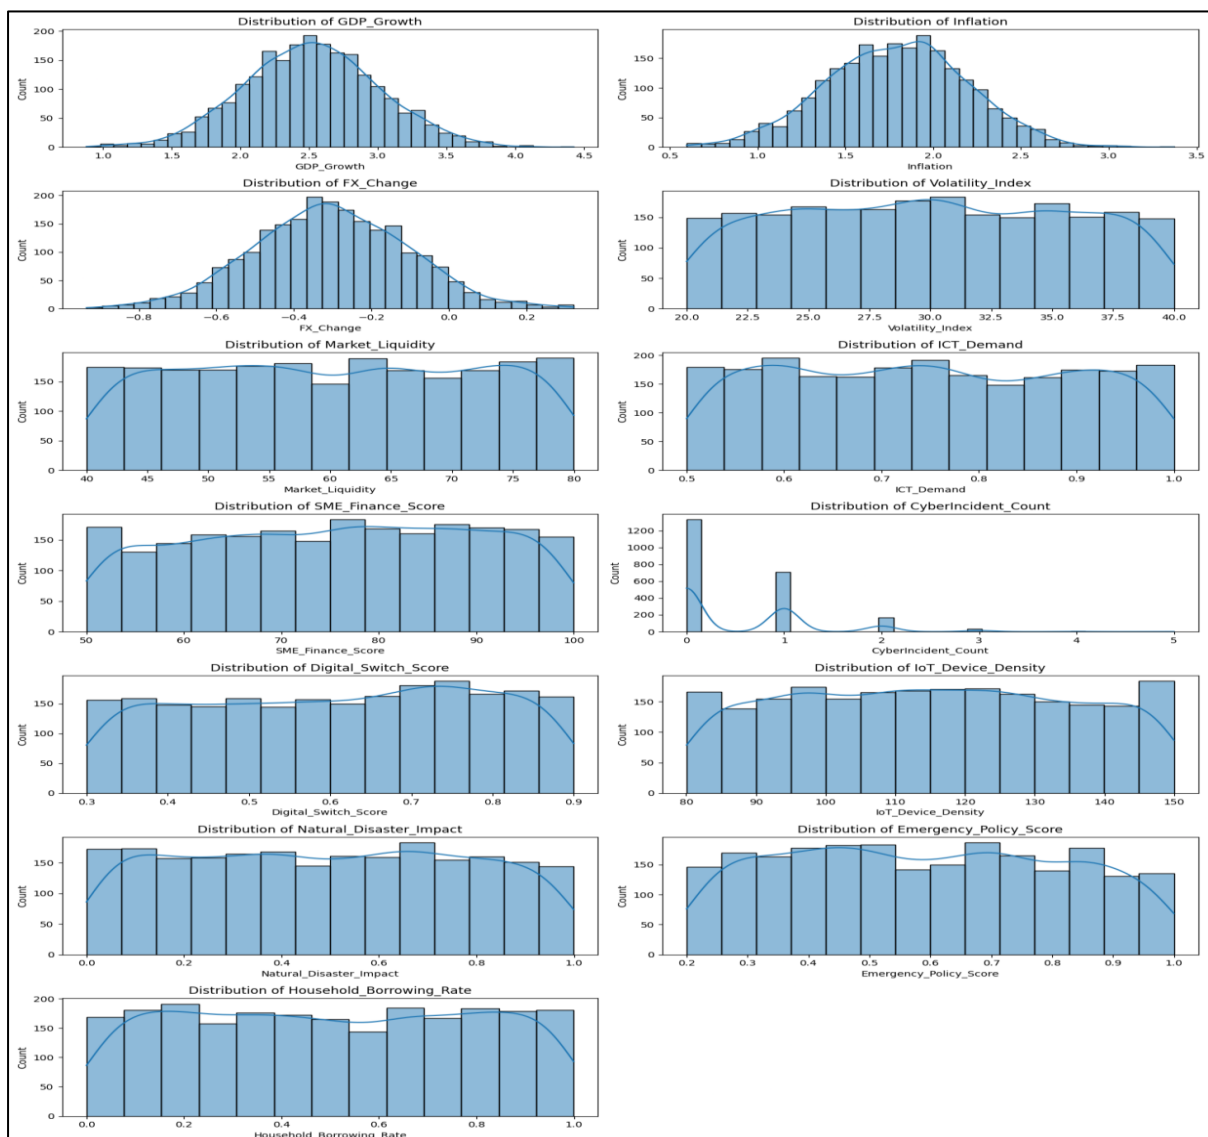 Distribution of GDP_Growth
200
150
100
50
0
Count
1.0 1.5 2.0 2.5 3.0 3.5 4.0 4.5
GDP_Growth
Distribution of Inflation
150
100
50
0
Count
0.5 1.0 1.5 2.0 2.5 3.0 3.5
Inflation
Distribution of FX_Change
200
150
100
50
0
Count
−0.8 −0.6 −0.4 −0.2 0.0 0.2
FX_Change
Distribution of Volatility_Index
150
100
50
0
Count
20.0 22.5 25.0 27.5 30.0 32.5 35.0 37.5 40.0
Volatility_Index
Distribution of Market_Liquidity
150
100
50
0
Count
40 45 50 55 60 65 70 75 80
Market_Liquidity
Distribution of ICT_Demand
200
150
100
50
0
Count
0.5 0.6 0.7 0.8 0.9 1.0
ICT_Demand
Distribution of SME_Finance_Score
150
100
50
0
Count
50 60 70 80 90 100
SME_Finance_Score
Distribution of CyberIncident_Count
1200
1000
800
600
400
200
0
Count
0 1 2 3 4 5
CyberIncident_Count
Distribution of Digital_Switch_Score
150
100
50
0
Count
0.3 0.4 0.5 0.6 0.7 0.8 0.9
Digital_Switch_Score
Distribution of IoT_Device_Density
150
100
50
0
Count
80 90 100 110 120 130 140 150
IoT_Device_Density
Distribution of Natural_Disaster_Impact
150
100
50
0
Count
0.0 0.2 0.4 0.6 0.8 1.0
Natural_Disaster_Impact
Distribution of Emergency_Policy_Score
150
100
50
0
Count
0.2 0.3 0.4 0.5 0.6 0.7 0.8 0.9 1.0
Emergency_Policy_Score
Distribution of Household_Borrowing_Rate
200
150
100
50
0
Count
0.0 0.2 0.4 0.6 0.8 1.0
Household_Borrowing_Rate